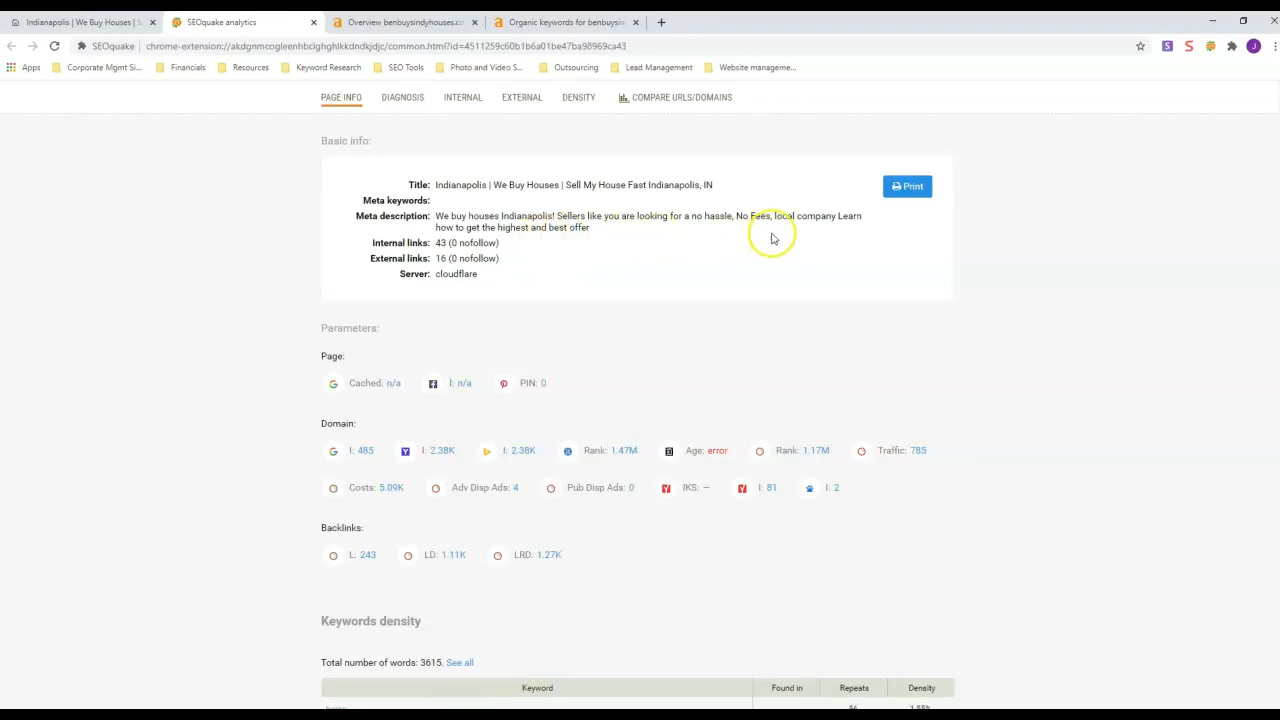 Indianapolis | We Buy Houses | S
SEOquake analytics
Overview benbuysindyhouses.co
Organic keywords for benbuysin
SEOquake
chrome-extension://akdgnmcogleenhbclghghlkkdndkjdjc/common.html?id=4511259c60b1b6a01be47ba98969ca43
Apps
Corporate Mgmt Si...
Financials
Resources
Keyword Research
SEO Tools
Photo and Video S...
Outsourcing
Lead Management
Website manageme...
PAGE INFO
DIAGNOSIS
INTERNAL
EXTERNAL
DENSITY
COMPARE URLS/DOMAINS
Basic info:
Title: Indianapolis | We Buy Houses | Sell My House Fast Indianapolis, IN
Print
Meta keywords:
Meta description: We buy houses Indianapolis! Sellers like you are looking for a no hassle, No Fees, local company Learn
how to get the highest and best offer
Internal links: 43 (0 nofollow)
External links: 16 (0 nofollow)
Server: cloudflare
Parameters:
Page:
Cached: n/a
l: n/a
PIN: 0
Domain:
I: 485
I: 2.38K
I: 2.38K
Rank: 1.47M
Age: error
Rank: 1.17M
Traffic: 785
Costs: 5.09K
Adv Disp Ads: 4
Pub Disp Ads: 0
IKS: —
I: 81
I: 2
Backlinks:
L: 243
LD: 1.11K
LRD: 1.27K
Keywords density
Total number of words: 3615. See all
Keyword
Found in
Repeats
Density